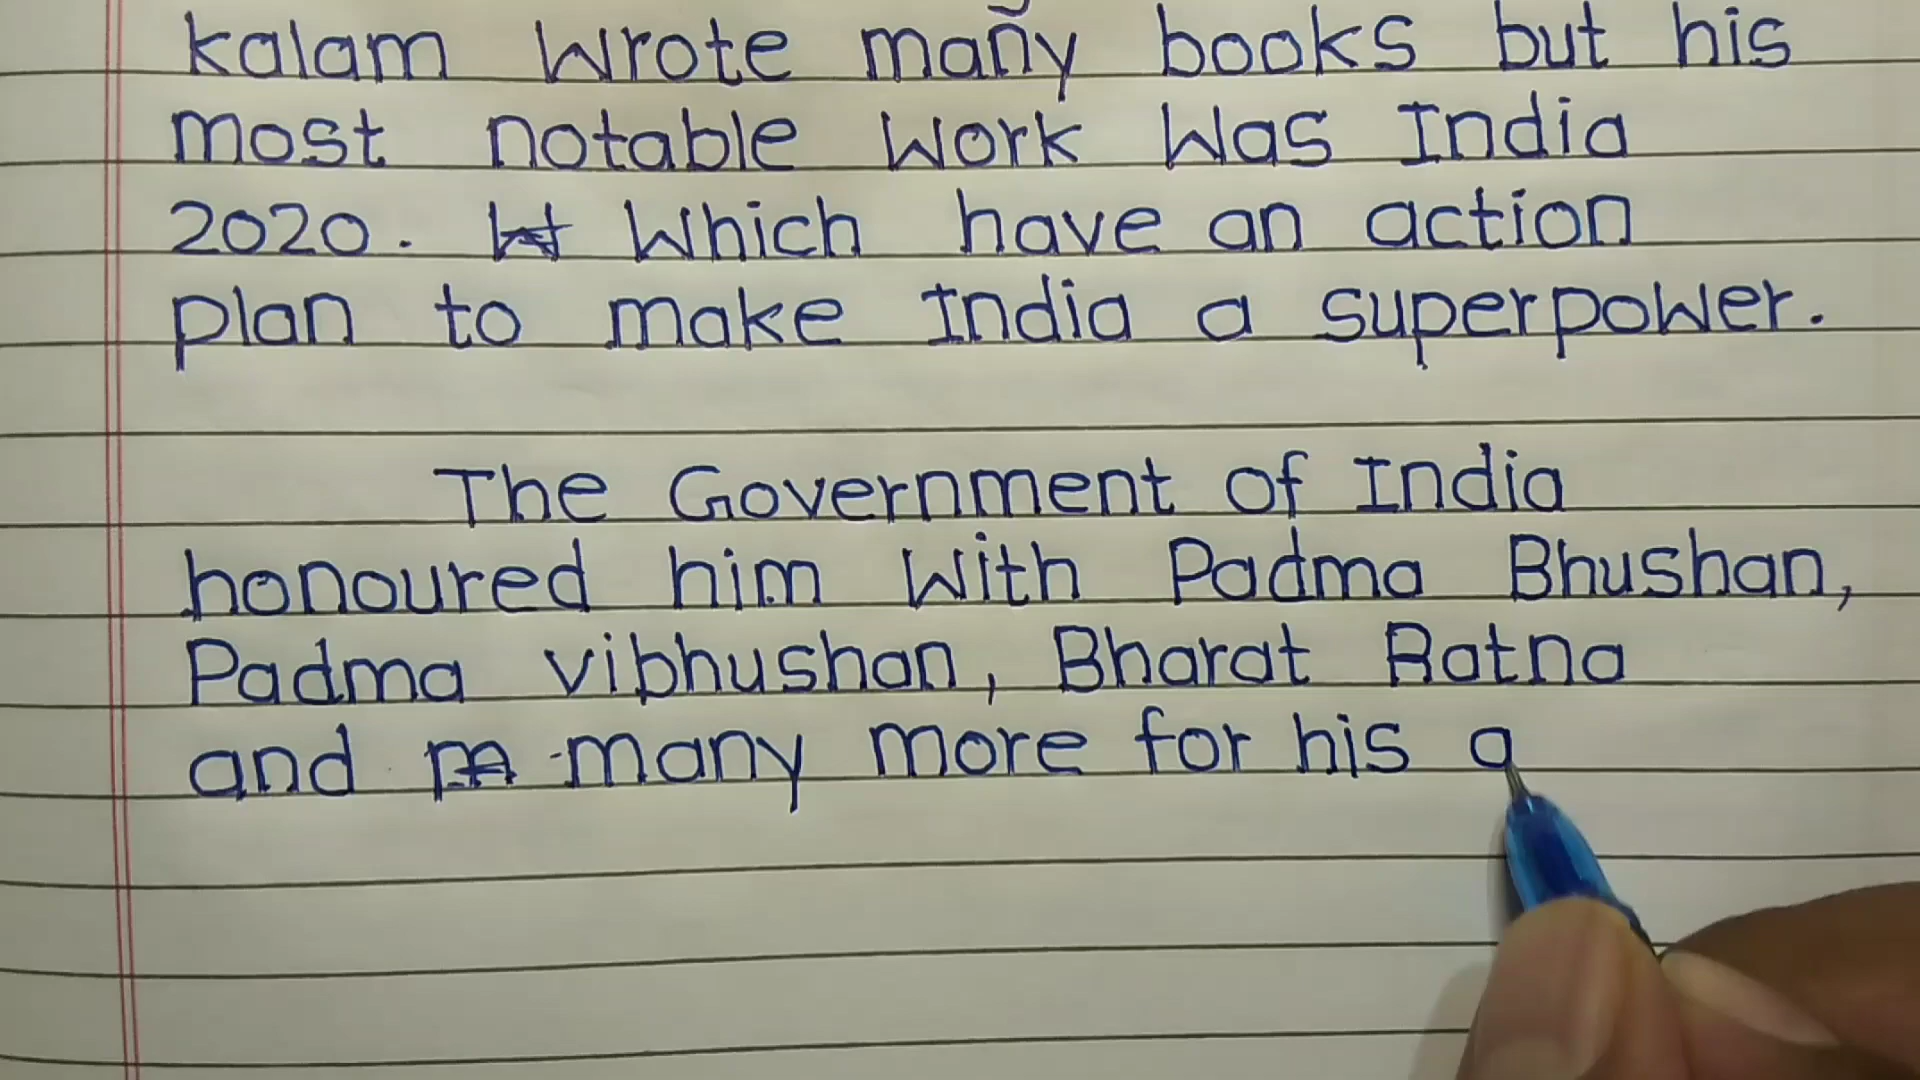 kalam wrote many books but his
most notable work was India
2020. Which have an action
plan to make India a superpower.
The Government of India
honoured him with Padma Bhushan,
Padma vibhushan, Bharat Ratna
and many more for his a